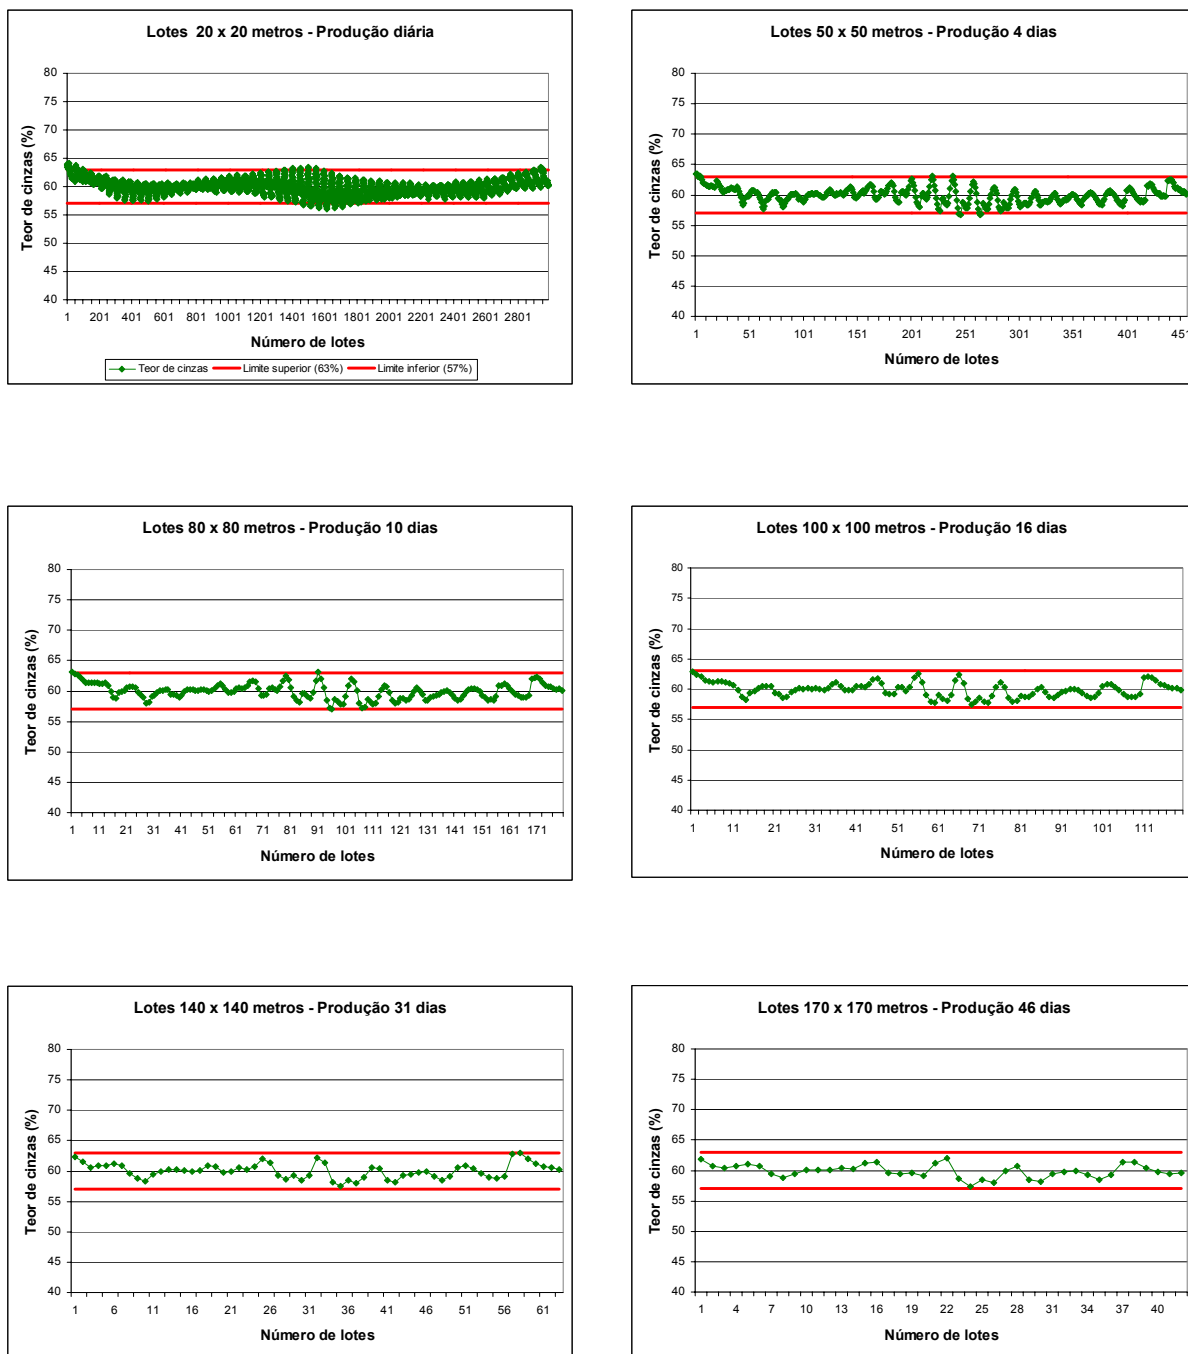 Lotes 20 x 20 metros - Produção diária
Teor de cinzas (%)
80
75
70
65
60
55
50
45
40
1 201 401 601 801 1001 1201 1401 1601 1801 2001 2201 2401 2601 2801
Número de lotes
Teor de cinzas Limite superior (63%) Limite inferior (57%)
Lotes 50 x 50 metros - Produção 4 dias
Teor de cinzas (%)
80
75
70
65
60
55
50
45
40
1 51 101 151 201 251 301 351 401 451
Número de lotes
Lotes 80 x 80 metros - Produção 10 dias
Teor de cinzas (%)
80
75
70
65
60
55
50
45
40
1 11 21 31 41 51 61 71 81 91 101 111 121 131 141 151 161 171
Número de lotes
Lotes 100 x 100 metros - Produção 16 dias
Teor de cinzas (%)
80
75
70
65
60
55
50
45
40
1 11 21 31 41 51 61 71 81 91 101 111
Número de lotes
Lotes 140 x 140 metros - Produção 31 dias
Teor de cinzas (%)
80
75
70
65
60
55
50
45
40
1 6 11 16 21 26 31 36 41 46 51 56 61
Número de lotes
Lotes 170 x 170 metros - Produção 46 dias
Teor de cinzas (%)
80
75
70
65
60
55
50
45
40
1 4 7 10 13 16 19 22 25 28 31 34 37 40
Número de lotes